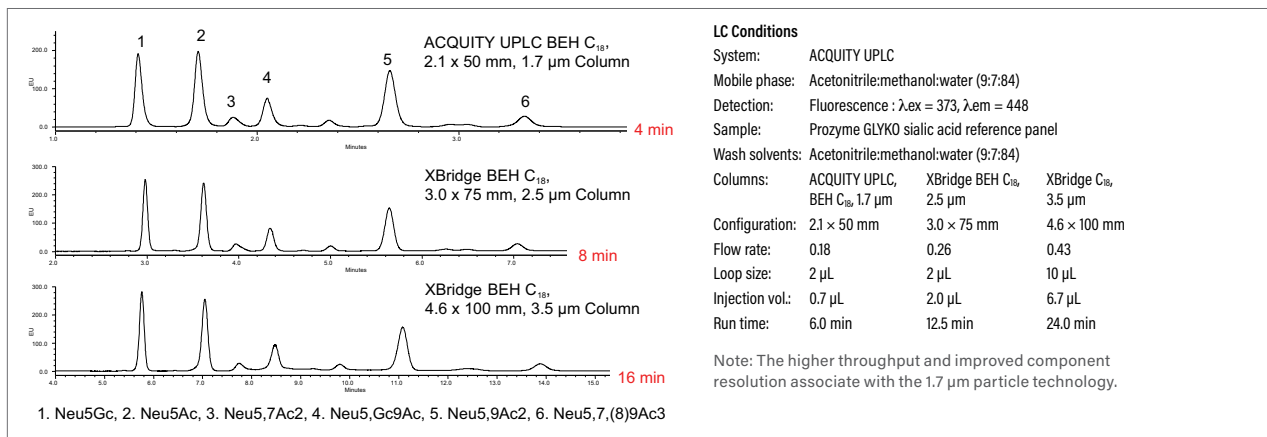 1
2
3
4
5
6
ACQUITY UPLC BEH C18,
2.1 x 50 mm, 1.7 µm Column
EU
200.0
100.0
0.0
1.0
2.0
3.0
Minutes
4 min
XBridge BEH C18,
3.0 x 75 mm, 2.5 µm Column
EU
300.0
200.0
100.0
0.0
2.0
3.0
4.0
5.0
6.0
7.0
Minutes
8 min
XBridge BEH C18,
4.6 x 100 mm, 3.5 µm Column
EU
300.0
200.0
100.0
0.0
4.0
5.0
6.0
7.0
8.0
9.0
10.0
11.0
12.0
13.0
14.0
15.0
Minutes
16 min
1. Neu5Gc, 2. Neu5Ac, 3. Neu5,7Ac2, 4. Neu5,Gc9Ac, 5. Neu5,9Ac2, 6. Neu5,7,(8)9Ac3
LC Conditions
System: ACQUITY UPLC
Mobile phase: Acetonitrile:methanol:water (9:7:84)
Detection: Fluorescence : λex = 373, λem = 448
Sample: Prozyme GLYKO sialic acid reference panel
Wash solvents: Acetonitrile:methanol:water (9:7:84)
Columns: ACQUITY UPLC, XBridge BEH C18, XBridge C18,
BEH C18, 1.7 µm 2.5 µm 3.5 µm
Configuration: 2.1 × 50 mm 3.0 × 75 mm 4.6 × 100 mm
Flow rate: 0.18 0.26 0.43
Loop size: 2 µL 2 µL 10 µL
Injection vol.: 0.7 µL 2.0 µL 6.7 µL
Run time: 6.0 min 12.5 min 24.0 min
Note: The higher throughput and improved component
resolution associate with the 1.7 µm particle technology.